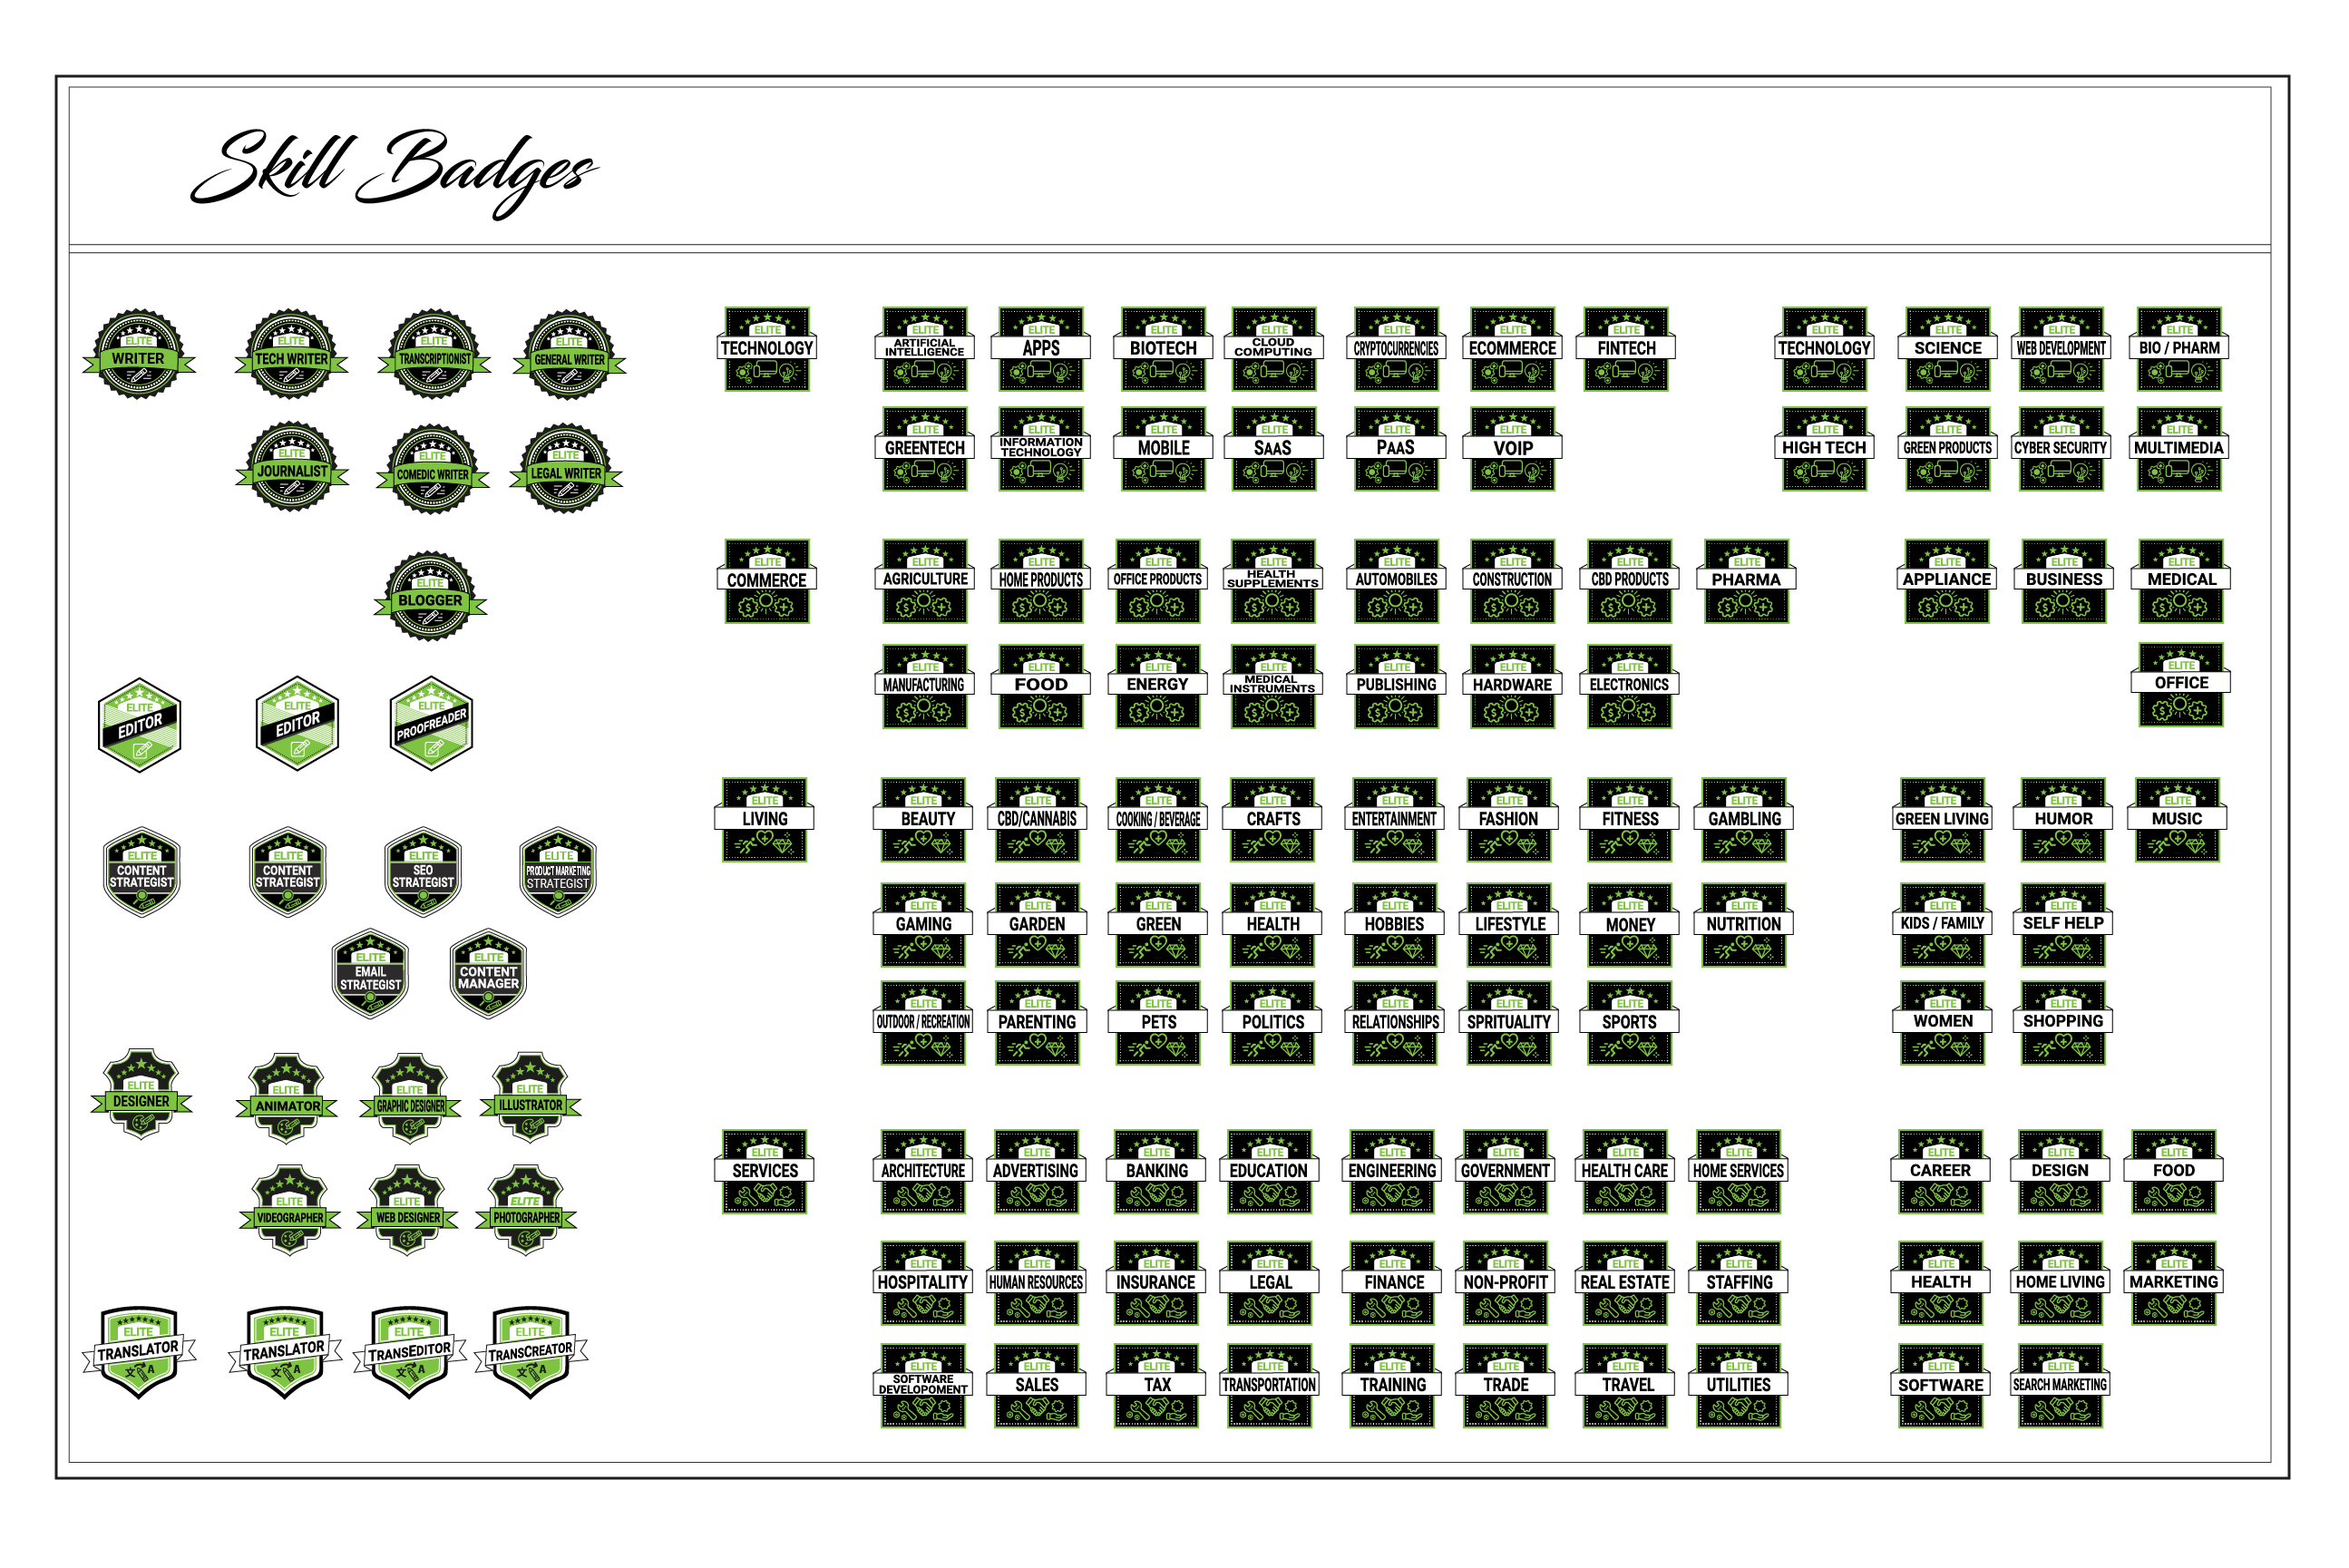 Skill Badges
ELITE
WRITER
ELITE
TECH WRITER
ELITE
TRANSCRIPTIONIST
ELITE
GENERAL WRITER
ELITE
JOURNALIST
ELITE
COMEDIC WRITER
ELITE
LEGAL WRITER
ELITE
BLOGGER
ELITE
EDITOR
ELITE
EDITOR
ELITE
PROOFREADER
ELITE
CONTENT
STRATEGIST
ELITE
CONTENT
STRATEGIST
ELITE
SEO
STRATEGIST
ELITE
PRODUCT MARKETING
STRATEGIST
ELITE
EMAIL
STRATEGIST
ELITE
CONTENT
MANAGER
ELITE
DESIGNER
ELITE
ANIMATOR
ELITE
GRAPHIC DESIGNER
ELITE
ILLUSTRATOR
ELITE
VIDEOGRAPHER
ELITE
WEB DESIGNER
ELITE
PHOTOGRAPHER
ELITE
TRANSLATOR
A
ELITE
TRANSLATOR
A
ELITE
TRANSEDITOR
A
ELITE
TRANSCREATOR
A
ELITE
TECHNOLOGY
ELITE
ARTIFICIAL
INTELLIGENCE
ELITE
APPS
ELITE
BIOTECH
ELITE
CLOUD
COMPUTING
ELITE
CRYPTOCURRENCIES
ELITE
ECOMMERCE
ELITE
FINTECH
ELITE
TECHNOLOGY
ELITE
SCIENCE
ELITE
WEB DEVELOPMENT
ELITE
BIO / PHARM
ELITE
GREENTECH
ELITE
INFORMATION
TECHNOLOGY
ELITE
MOBILE
ELITE
SAAS
ELITE
PAAS
ELITE
VOIP
ELITE
HIGH TECH
ELITE
GREEN PRODUCTS
ELITE
CYBER SECURITY
ELITE
MULTIMEDIA
ELITE
COMMERCE
ELITE
AGRICULTURE
ELITE
HOME PRODUCTS
ELITE
OFFICE PRODUCTS
ELITE
HEALTH
SUPPLEMENTS
ELITE
AUTOMOBILES
ELITE
CONSTRUCTION
ELITE
CBD PRODUCTS
ELITE
PHARMA
ELITE
APPLIANCE
ELITE
BUSINESS
ELITE
MEDICAL
ELITE
MANUFACTURING
ELITE
FOOD
ELITE
ENERGY
ELITE
MEDICAL
INSTRUMENTS
ELITE
PUBLISHING
ELITE
HARDWARE
ELITE
ELECTRONICS
ELITE
OFFICE
ELITE
LIVING
ELITE
BEAUTY
ELITE
CBD/CANNABIS
ELITE
COOKING / BEVERAGE
ELITE
CRAFTS
ELITE
ENTERTAINMENT
ELITE
FASHION
ELITE
FITNESS
ELITE
GAMBLING
ELITE
GREEN LIVING
ELITE
HUMOR
ELITE
MUSIC
ELITE
GAMING
ELITE
GARDEN
ELITE
GREEN
ELITE
HEALTH
ELITE
HOBBIES
ELITE
LIFESTYLE
ELITE
MONEY
ELITE
NUTRITION
ELITE
KIDS / FAMILY
ELITE
SELF HELP
ELITE
OUTDOOR / RECREATION
ELITE
PARENTING
ELITE
PETS
ELITE
POLITICS
ELITE
RELATIONSHIPS
ELITE
SPRITUALITY
ELITE
SPORTS
ELITE
WOMEN
ELITE
SHOPPING
ELITE
SERVICES
ELITE
ARCHITECTURE
ELITE
ADVERTISING
ELITE
BANKING
ELITE
EDUCATION
ELITE
ENGINEERING
ELITE
GOVERNMENT
ELITE
HEALTH CARE
ELITE
HOME SERVICES
ELITE
CAREER
ELITE
DESIGN
ELITE
FOOD
ELITE
HOSPITALITY
ELITE
HUMAN RESOURCES
ELITE
INSURANCE
ELITE
LEGAL
ELITE
FINANCE
ELITE
NON-PROFIT
ELITE
REAL ESTATE
ELITE
STAFFING
ELITE
HEALTH
ELITE
HOME LIVING
ELITE
MARKETING
ELITE
SOFTWARE
DEVELOPOMENT
ELITE
SALES
ELITE
TAX
ELITE
TRANSPORTATION
ELITE
TRAINING
ELITE
TRADE
ELITE
TRAVEL
ELITE
UTILITIES
ELITE
SOFTWARE
ELITE
SEARCH MARKETING